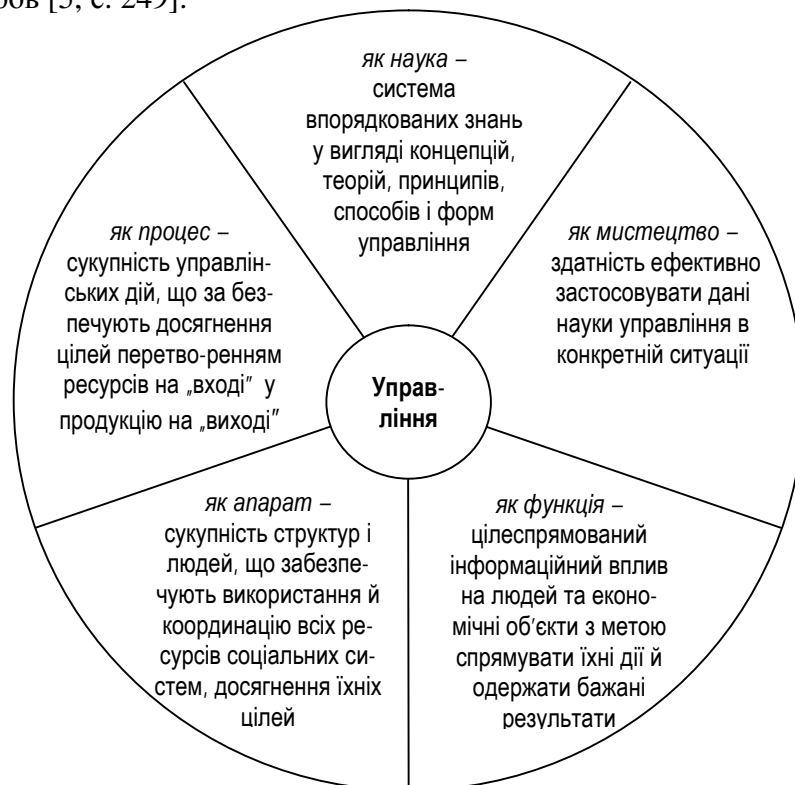 [5, с. 249].
як наука –
система
впорядкованих знань
у вигляді концепцій,
теорій, принципів,
способів і форм
управління
як процес –
сукупність управлін-
ських дій, що за без-
печують досягнення
цілей перетво-ренням
ресурсів на „вході" у
продукцію на „виході"
як мистецтво –
здатність ефективно
застосовувати дані
науки управління в
конкретній ситуації
Управ-
ління
як апарат –
сукупність структур і
людей, що забезпе-
чують використання й
координацію всіх ре-
сурсів соціальних си-
стем, досягнення їхніх
цілей
як функція –
цілеспрямований
інформаційний вплив
на людей та еконо-
мічні об'єкти з метою
спрямувати їхні дії й
одержати бажані
результати